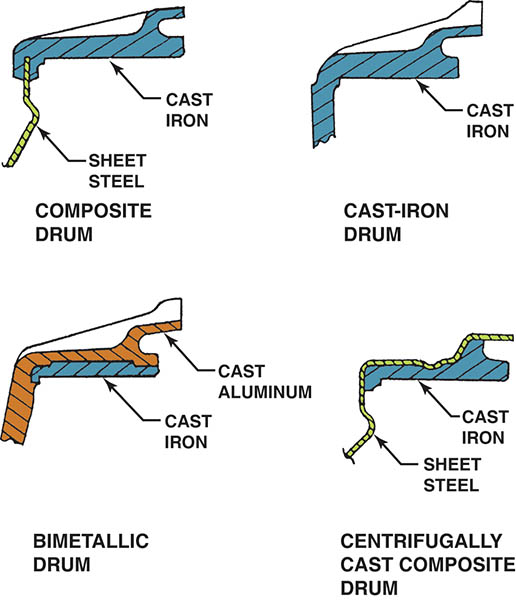 CAST
IRON
SHEET
STEEL
COMPOSITE
DRUM
CAST
IRON
CAST-IRON
DRUM
CAST
ALUMINUM
CAST
IRON
BIMETALLIC
DRUM
CAST
IRON
SHEET
STEEL
CENTRIFUGALLY
CAST COMPOSITE
DRUM